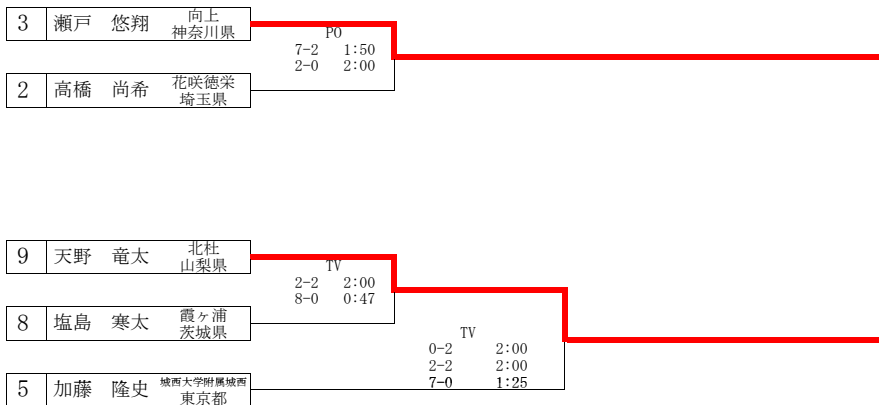 3 瀬戸 悠翔 向上 神奈川県
PO
7-2 1:50
2-0 2:00
2 高橋 尚希 花咲徳栄 埼玉県
9 天野 竜太 北杜 山梨県
TV
2-2 2:00
8-0 0:47
8 塩島 寒太 霞ヶ浦 茨城県
TV
0-2 2:00
2-2 2:00
7-0 1:25
5 加藤 隆史 城西大学附属城西 東京都